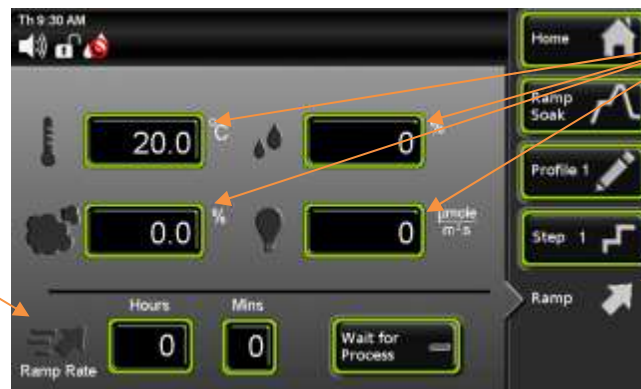 Th 9:30 AM
Home
20.0 °C
0 %
Ramp
Soak
Profile 1
0.0 %
0 µmole
m²s
Step 1
Hours
Mins
Ramp
Ramp Rate
0
0
Wait for
Process